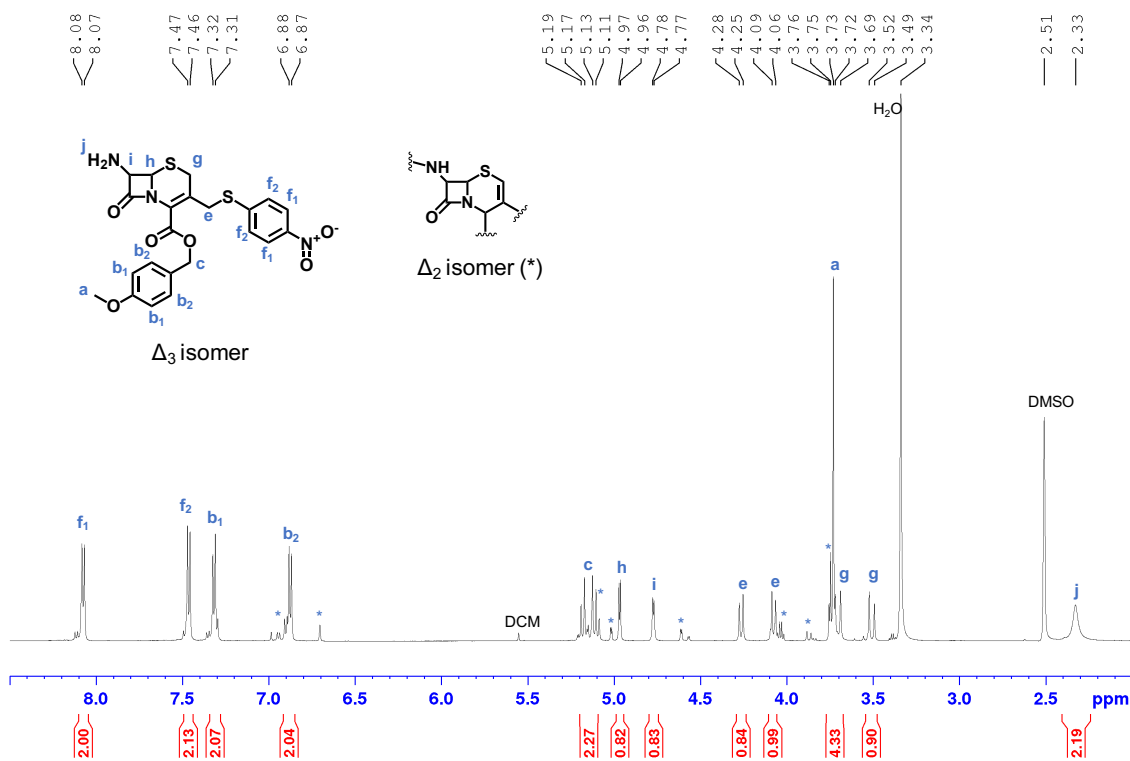 8.08 8.07 7.47 7.46 7.32 7.31 6.88 6.87 5.19 5.17 5.13 5.11 4.97 4.96 4.78 4.77 4.28 4.25 4.09 4.06 3.76 3.75 3.73 3.72 3.69 3.52 3.49 3.34 2.51 2.33
H₂O
j
H₂N i h S g
NH S
f₂
f₁
O N S
e
O N
f₂
f₁
N⁺ O⁻
O
O O
b₂ c
b₁
a O b₂
b₁
Δ₂ isomer (*)
Δ₃ isomer
a
DMSO
f₁ f₂ b₁ b₂
* *
DCM
c * * h i * e e * * * g g j
8.0 7.5 7.0 6.5 6.0 5.5 5.0 4.5 4.0 3.5 3.0 2.5 ppm
2.00 2.13 2.07 2.04 2.27 0.82 0.83 0.84 0.99 4.33 0.90 2.19